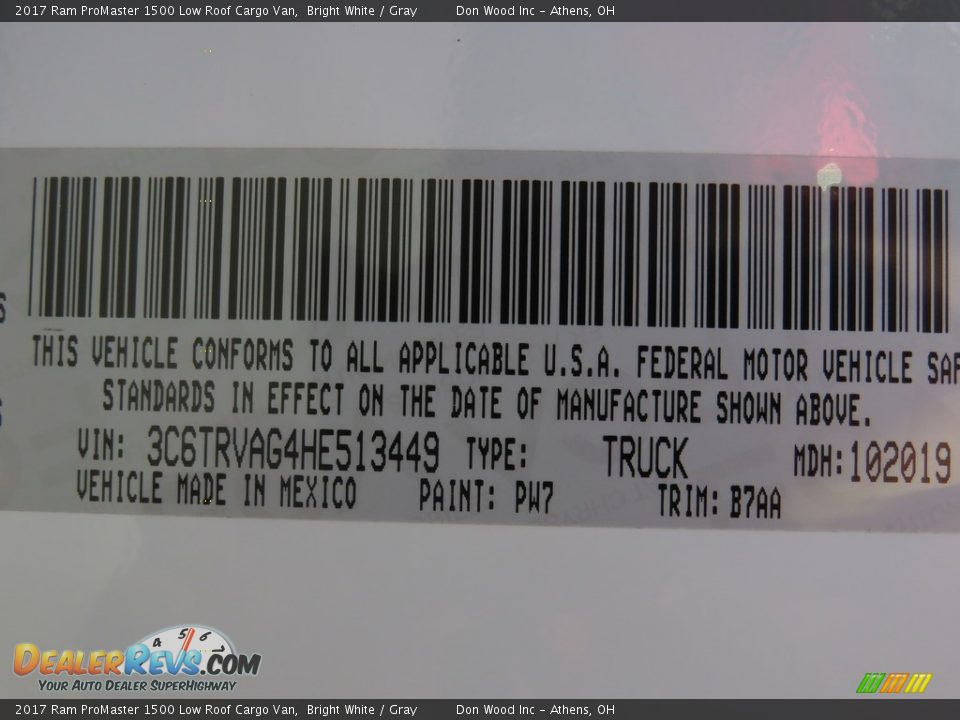 2017 Ram ProMaster 1500 Low Roof Cargo Van, Bright White / Gray Don Wood Inc - Athens, OH
THIS VEHICLE CONFORMS TO ALL APPLICABLE U.S.A. FEDERAL MOTOR VEHICLE SAF
STANDARDS IN EFFECT ON THE DATE OF MANUFACTURE SHOWN ABOVE.
VIN: 3C6TRVAG4HE513449 TYPE: TRUCK MDH:102019
VEHICLE MADE IN MEXICO PAINT: PW7 TRIM: B7AA
4 5 6
DEALERREVS.COM
YOUR AUTO DEALER SUPERHIGHWAY
2017 Ram ProMaster 1500 Low Roof Cargo Van, Bright White / Gray Don Wood Inc - Athens, OH